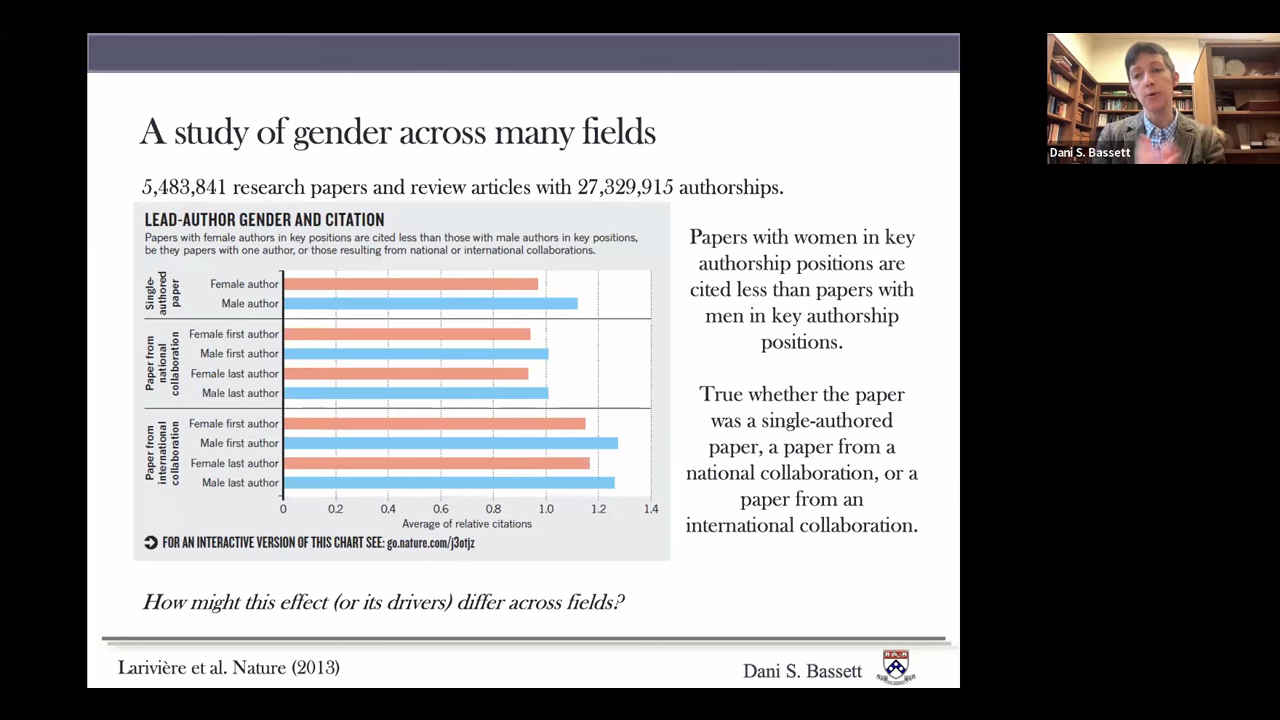 A study of gender across many fields
5,483,841 research papers and review articles with 27,329,915 authorships.
LEAD-AUTHOR GENDER AND CITATION
Papers with female authors in key positions are cited less than those with male authors in key positions,
be they papers with one author, or those resulting from national or international collaborations.
Single-
authored
paper
Female author
Male author
Paper from
national
collaboration
Female first author
Male first author
Female last author
Male last author
Paper from
international
collaboration
Female first author
Male first author
Female last author
Male last author
0 0.2 0.4 0.6 0.8 1.0 1.2 1.4
Average of relative citations
FOR AN INTERACTIVE VERSION OF THIS CHART SEE: go.nature.com/j3otjz
Papers with women in key
authorship positions are
cited less than papers with
men in key authorship
positions.
True whether the paper
was a single-authored
paper, a paper from a
national collaboration, or a
paper from an
international collaboration.
How might this effect (or its drivers) differ across fields?
Larivière et al. Nature (2013)
Dani S. Bassett
Dani S. Bassett